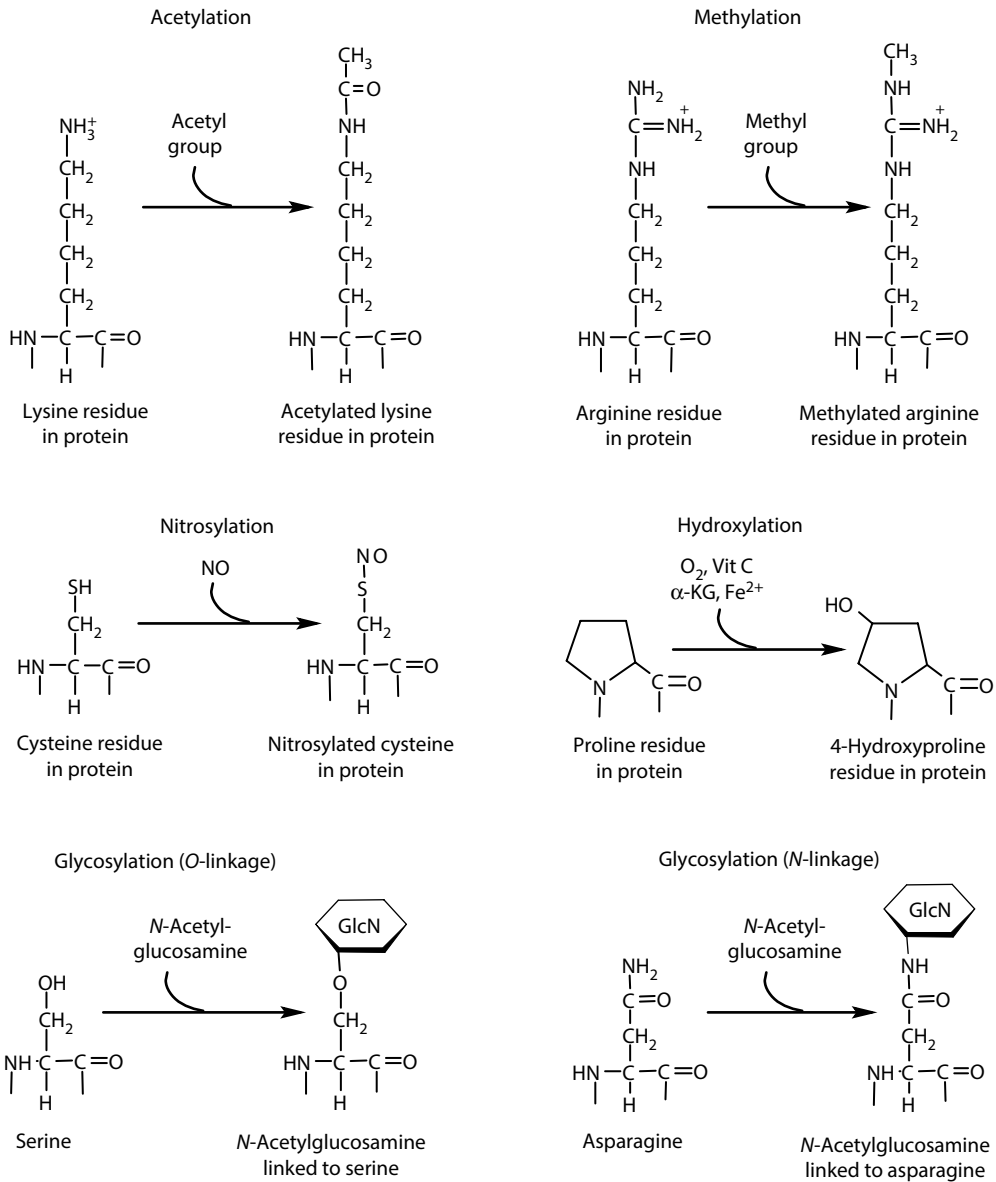 Acetylation
CH3
C=O
NH
CH2
CH2
CH2
CH2
HN–C–C=O
H
NH3+
CH2
CH2
CH2
CH2
HN–C–C=O
H
Acetyl
group
Lysine residue
in protein
Acetylated lysine
residue in protein
Methylation
NH2
C=NH2+
NH
CH2
CH2
CH2
HN–C–C=O
H
Methyl
group
CH3
NH
C=NH2+
NH
CH2
CH2
CH2
HN–C–C=O
H
Arginine residue
in protein
Methylated arginine
residue in protein
Nitrosylation
SH
CH2
HN–C–C=O
H
NO
N O
S
CH2
HN–C–C=O
H
Cysteine residue
in protein
Nitrosylated cysteine
in protein
Hydroxylation
O2, Vit C
α-KG, Fe2+
N
C=O
HO
N
C=O
Proline residue
in protein
4-Hydroxyproline
residue in protein
Glycosylation (O-linkage)
OH
CH2
NH·C–C=O
H
N-Acetyl-
glucosamine
GlcN
O
CH2
HN–C–C=O
H
Serine
N-Acetylglucosamine
linked to serine
Glycosylation (N-linkage)
NH2
C=O
CH2
HN–C–C=O
H
N-Acetyl-
glucosamine
GlcN
NH
C=O
CH2
NH·C–C=O
H
Asparagine
N-Acetylglucosamine
linked to asparagine